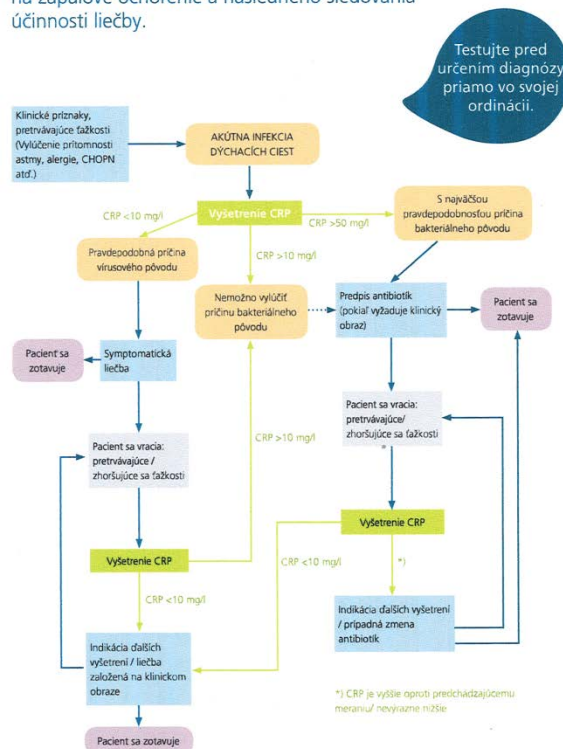 na zápalové ochorenie a následného sledovania
účinnosti liečby.
Testujte pred
určením diagnózy
priamo vo svojej
ordinácii.
Klinické príznaky,
pretrvávajúce ťažkosti
(Vylúčenie prítomnosti
astmy, alergie, CHOPN
atď.)
AKÚTNA INFEKCIA
DÝCHACÍCH CIEST
S najväčšou
pravdepodobnosťou príčina
bakteriálneho pôvodu
CRP <10 mg/l
Vyšetrenie CRP
CRP >50 mg/l
Pravdepodobná príčina
vírusového pôvodu
CRP >10 mg/l
Nemožno vylúčiť
príčinu bakteriálneho
pôvodu
Predpis antibiotík
(pokiaľ vyžaduje klinický
obraz)
Pacient sa
zotavuje
Pacient sa
zotavuje
Symptomatická
liečba
Pacient sa vracia:
pretrvávajúce/
zhoršujúce sa ťažkosti
Pacient sa vracia:
pretrvávajúce /
zhoršujúce sa ťažkosti
CRP >10 mg/l
Vyšetrenie CRP
Vyšetrenie CRP
CRP <10 mg/l
*)
CRP <10 mg/l
Indikácia ďalších vyšetrení
/ prípadná zmena
antibiotík
Indikácia ďalších
vyšetrení / liečba
založená na klinickom
obraze
*) CRP je vyššie oproti predchádzajúcemu
meraniu/ nevýrazne nižšie
Pacient sa zotavuje